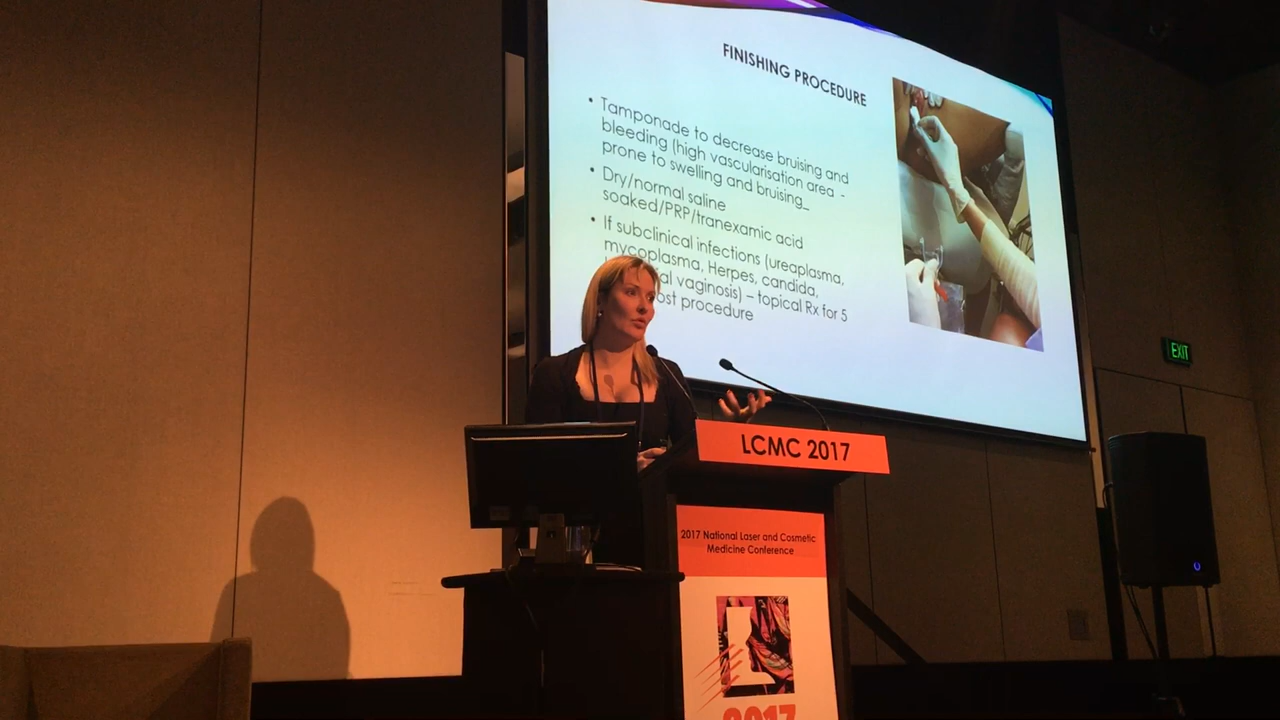 FINISHING PROCEDURE
• Tamponade to decrease bruising and
bleeding (high vascularisation area -
prone to swelling and bruising_
• Dry/normal saline
soaked/PRP/tranexamic acid
• If subclinical infections (ureaplasma,
mycoplasma, Herpes, candida,
vaginosis) – topical Rx for 5
procedure
EXIT
LCMC 2017
2017 National Laser and Cosmetic
Medicine Conference
2017